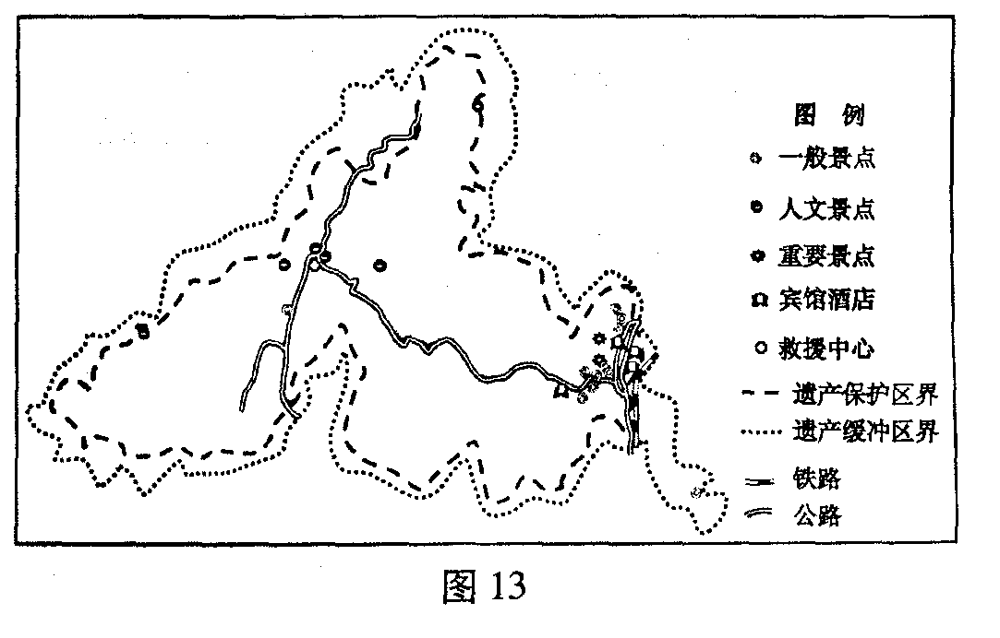 图 例
一般景点
人文景点
重要景点
宾馆酒店
救援中心
遗产保护区界
遗产缓冲区界
铁路
公路
图 13